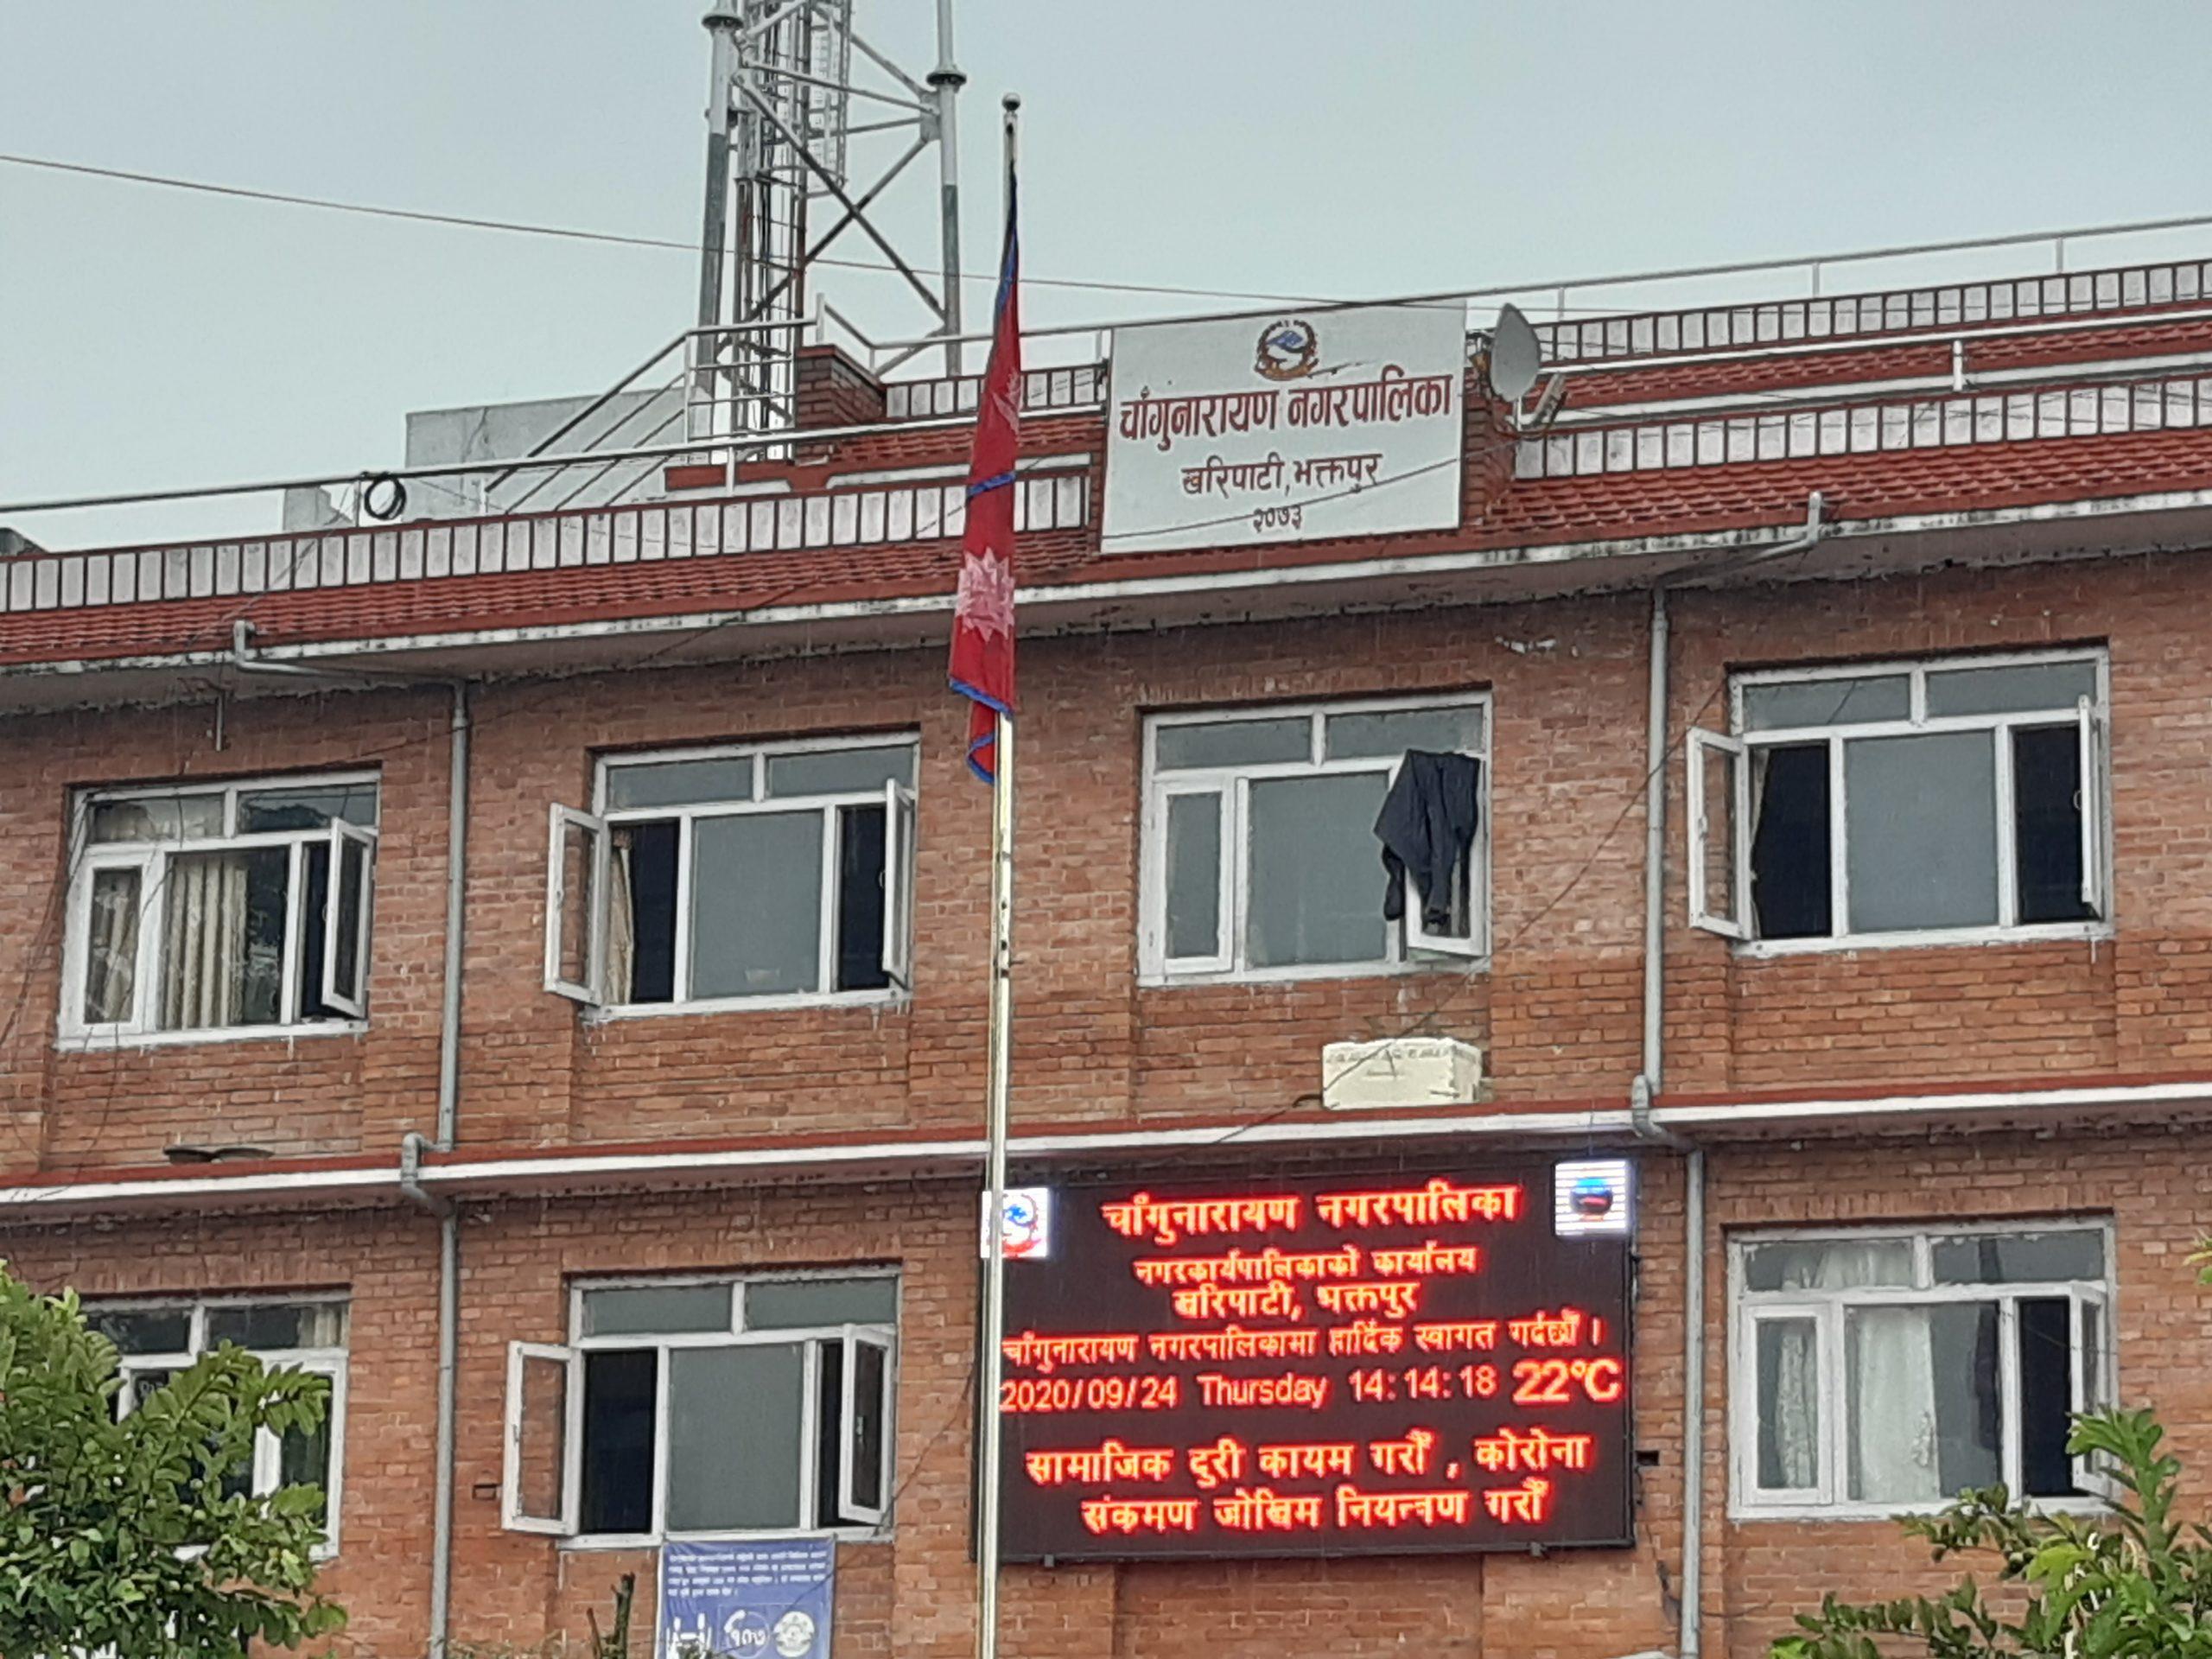 चाँगुनारायण नगरपालिका
खरिपाटी, भक्तपुर
२०७३
चाँगुनारायण नगरपालिका
नगरकार्यपालिकाको कार्यालय
खरिपाटी, भक्तपुर
चाँगुनारायण नगरपालिकामा हार्दिक स्वागत गर्दछौं ।
2020/09/24 Thursday 14:14:18 22°C
सामाजिक दुरी कायम गरौं , कोरोना
संक्रमण जोखिम नियन्त्रण गरौं
१०७